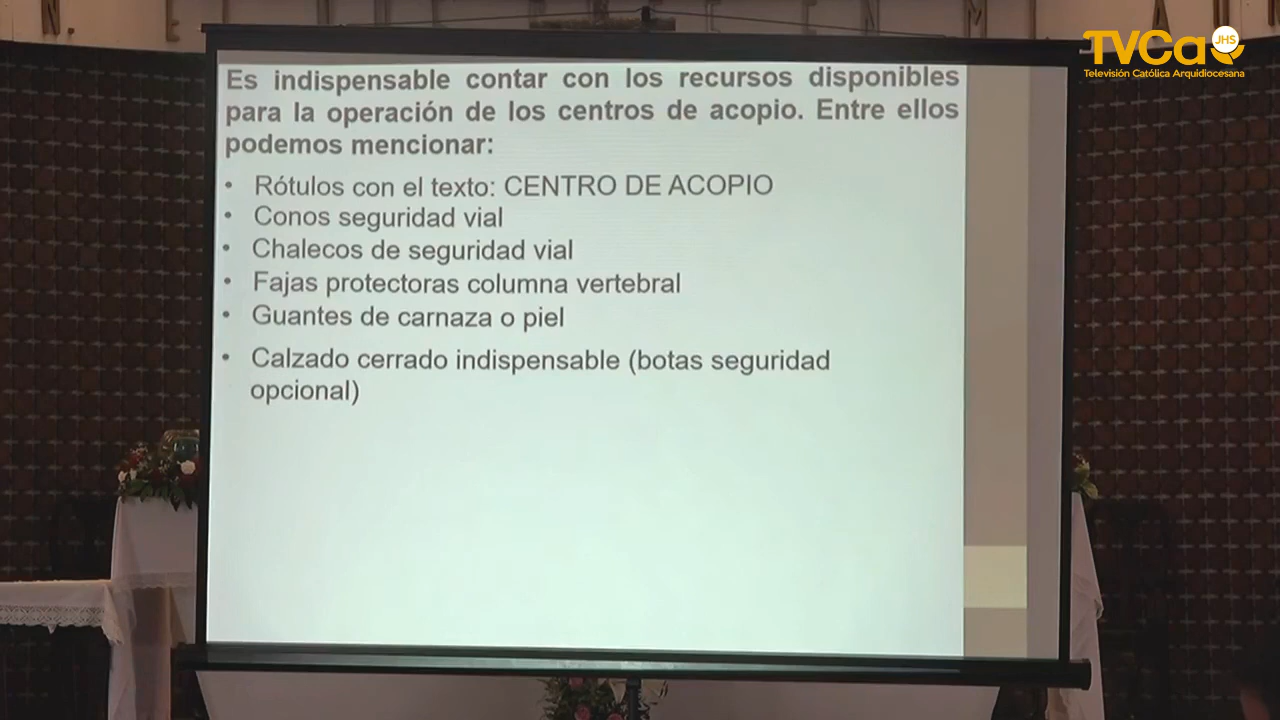 TVCa
JHS
Televisión Católica Arquidiocesana
Es indispensable contar con los recursos disponibles
para la operación de los centros de acopio. Entre ellos
podemos mencionar:
• Rótulos con el texto: CENTRO DE ACOPIO
• Conos seguridad vial
• Chalecos de seguridad vial
• Fajas protectoras columna vertebral
• Guantes de carnaza o piel
• Calzado cerrado indispensable (botas seguridad
opcional)